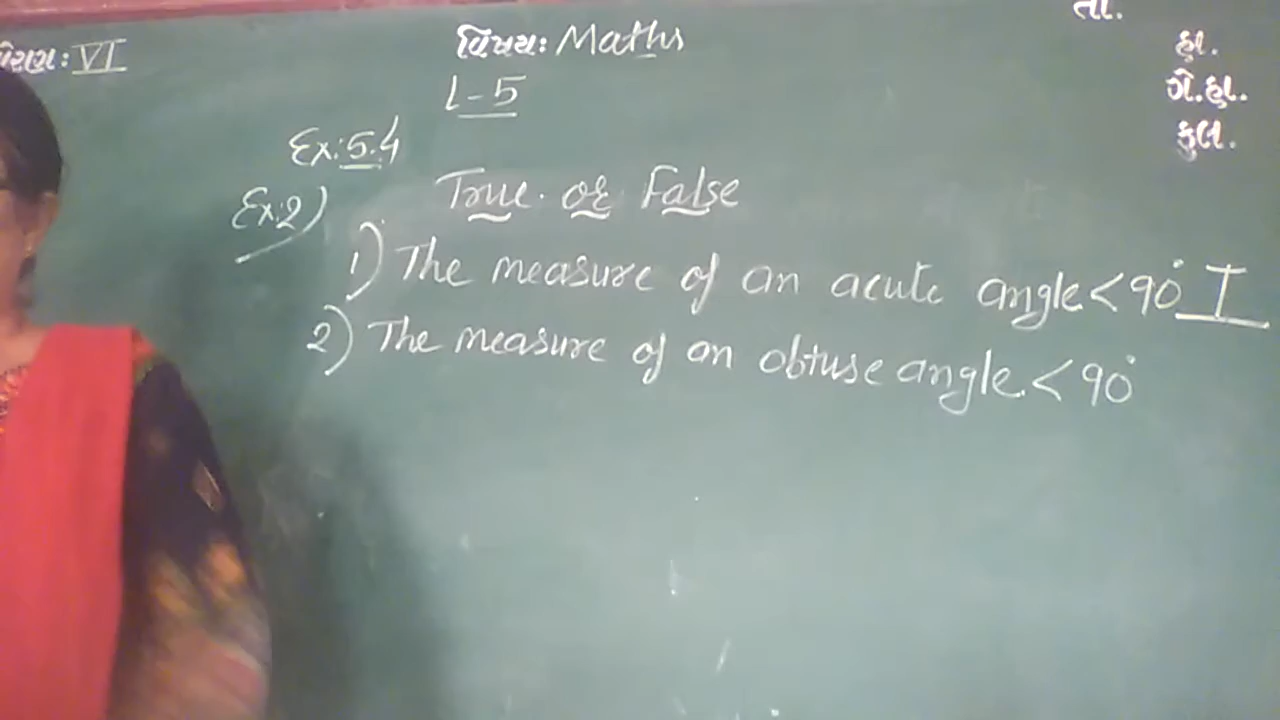 : VI
વિષય: Maths
તા.
હા.
ગે.હા.
કુલ.
L-5
Ex:5.4
Ex:2)
True. or False
1) The measure of an acute angle < 90° T
2) The measure of an obtuse angle < 90°